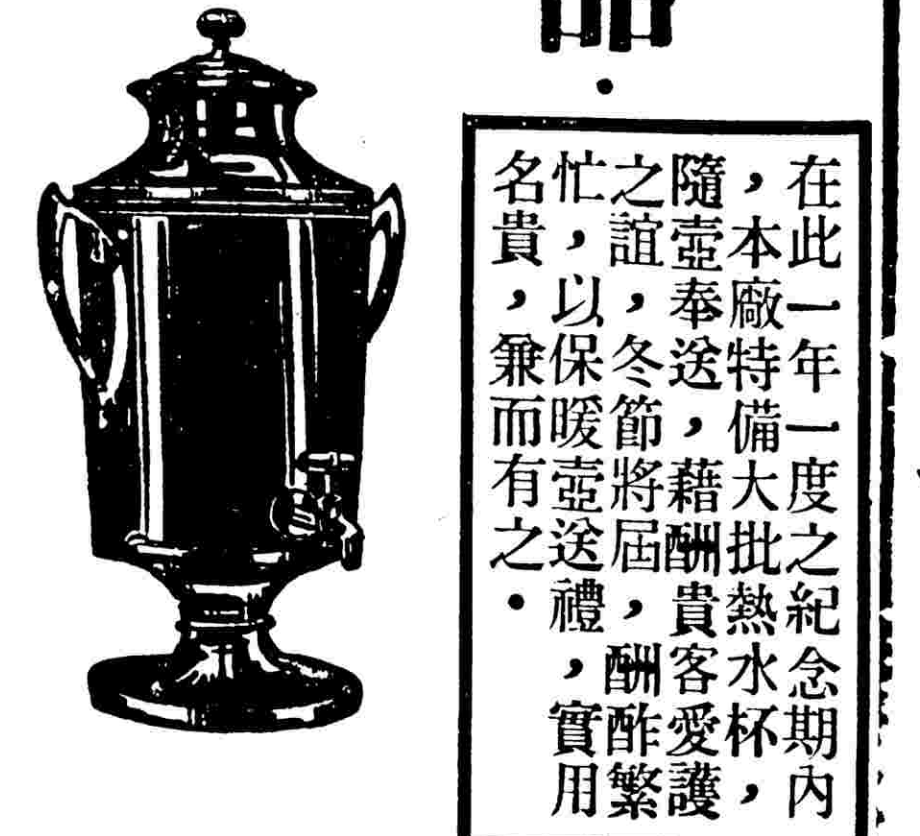 在此一年一度之紀念期內
，本廠特備大批熱水杯，
隨壺奉送，藉酬貴客愛護
之誼，冬節將屆，酬酢繁
忙，以保暖壺送禮，實用
名貴，兼而有之．